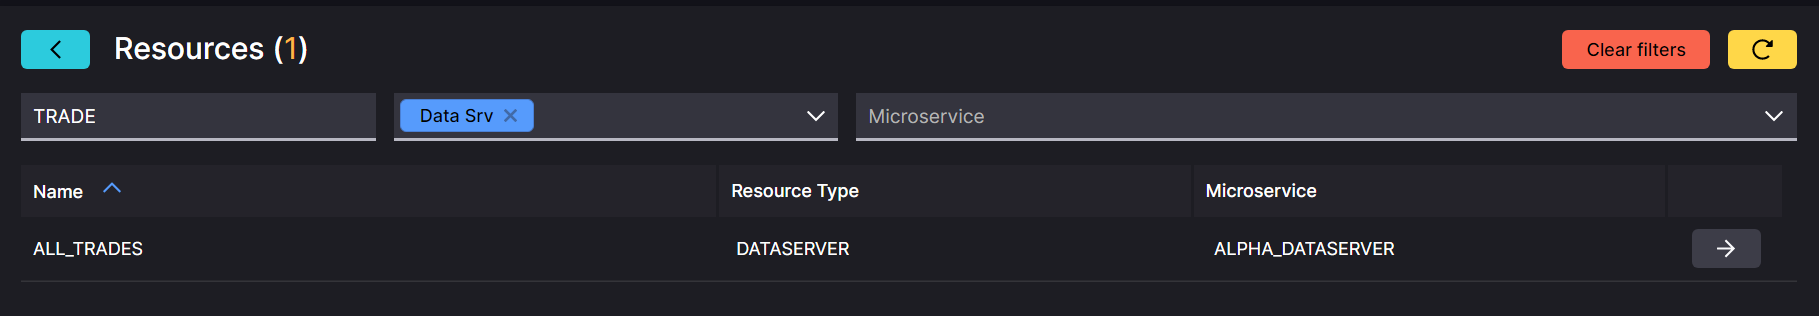 Resources (1)
Clear filters
TRADE
Data Srv
Microservice
Name
Resource Type
Microservice
ALL_TRADES
DATASERVER
ALPHA_DATASERVER